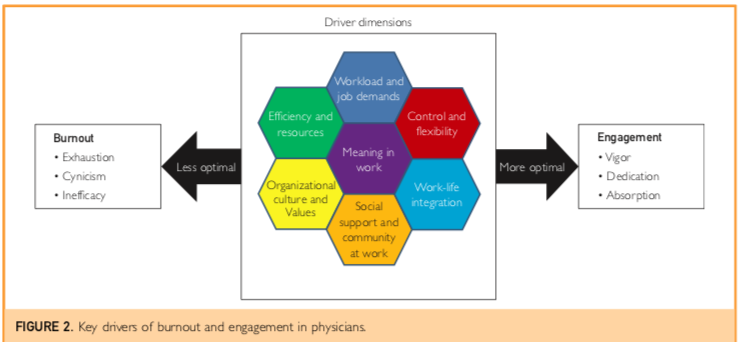 Driver dimensions
Workload and
job demands
Efficiency and
resources
Control and
flexibility
Meaning in
work
Organizational
culture and
Values
Work-life
integration
Social
support and
community
at work
Burnout
• Exhaustion
• Cynicism
• Inefficacy
Less optimal
More optimal
Engagement
• Vigor
• Dedication
• Absorption
FIGURE 2. Key drivers of burnout and engagement in physicians.